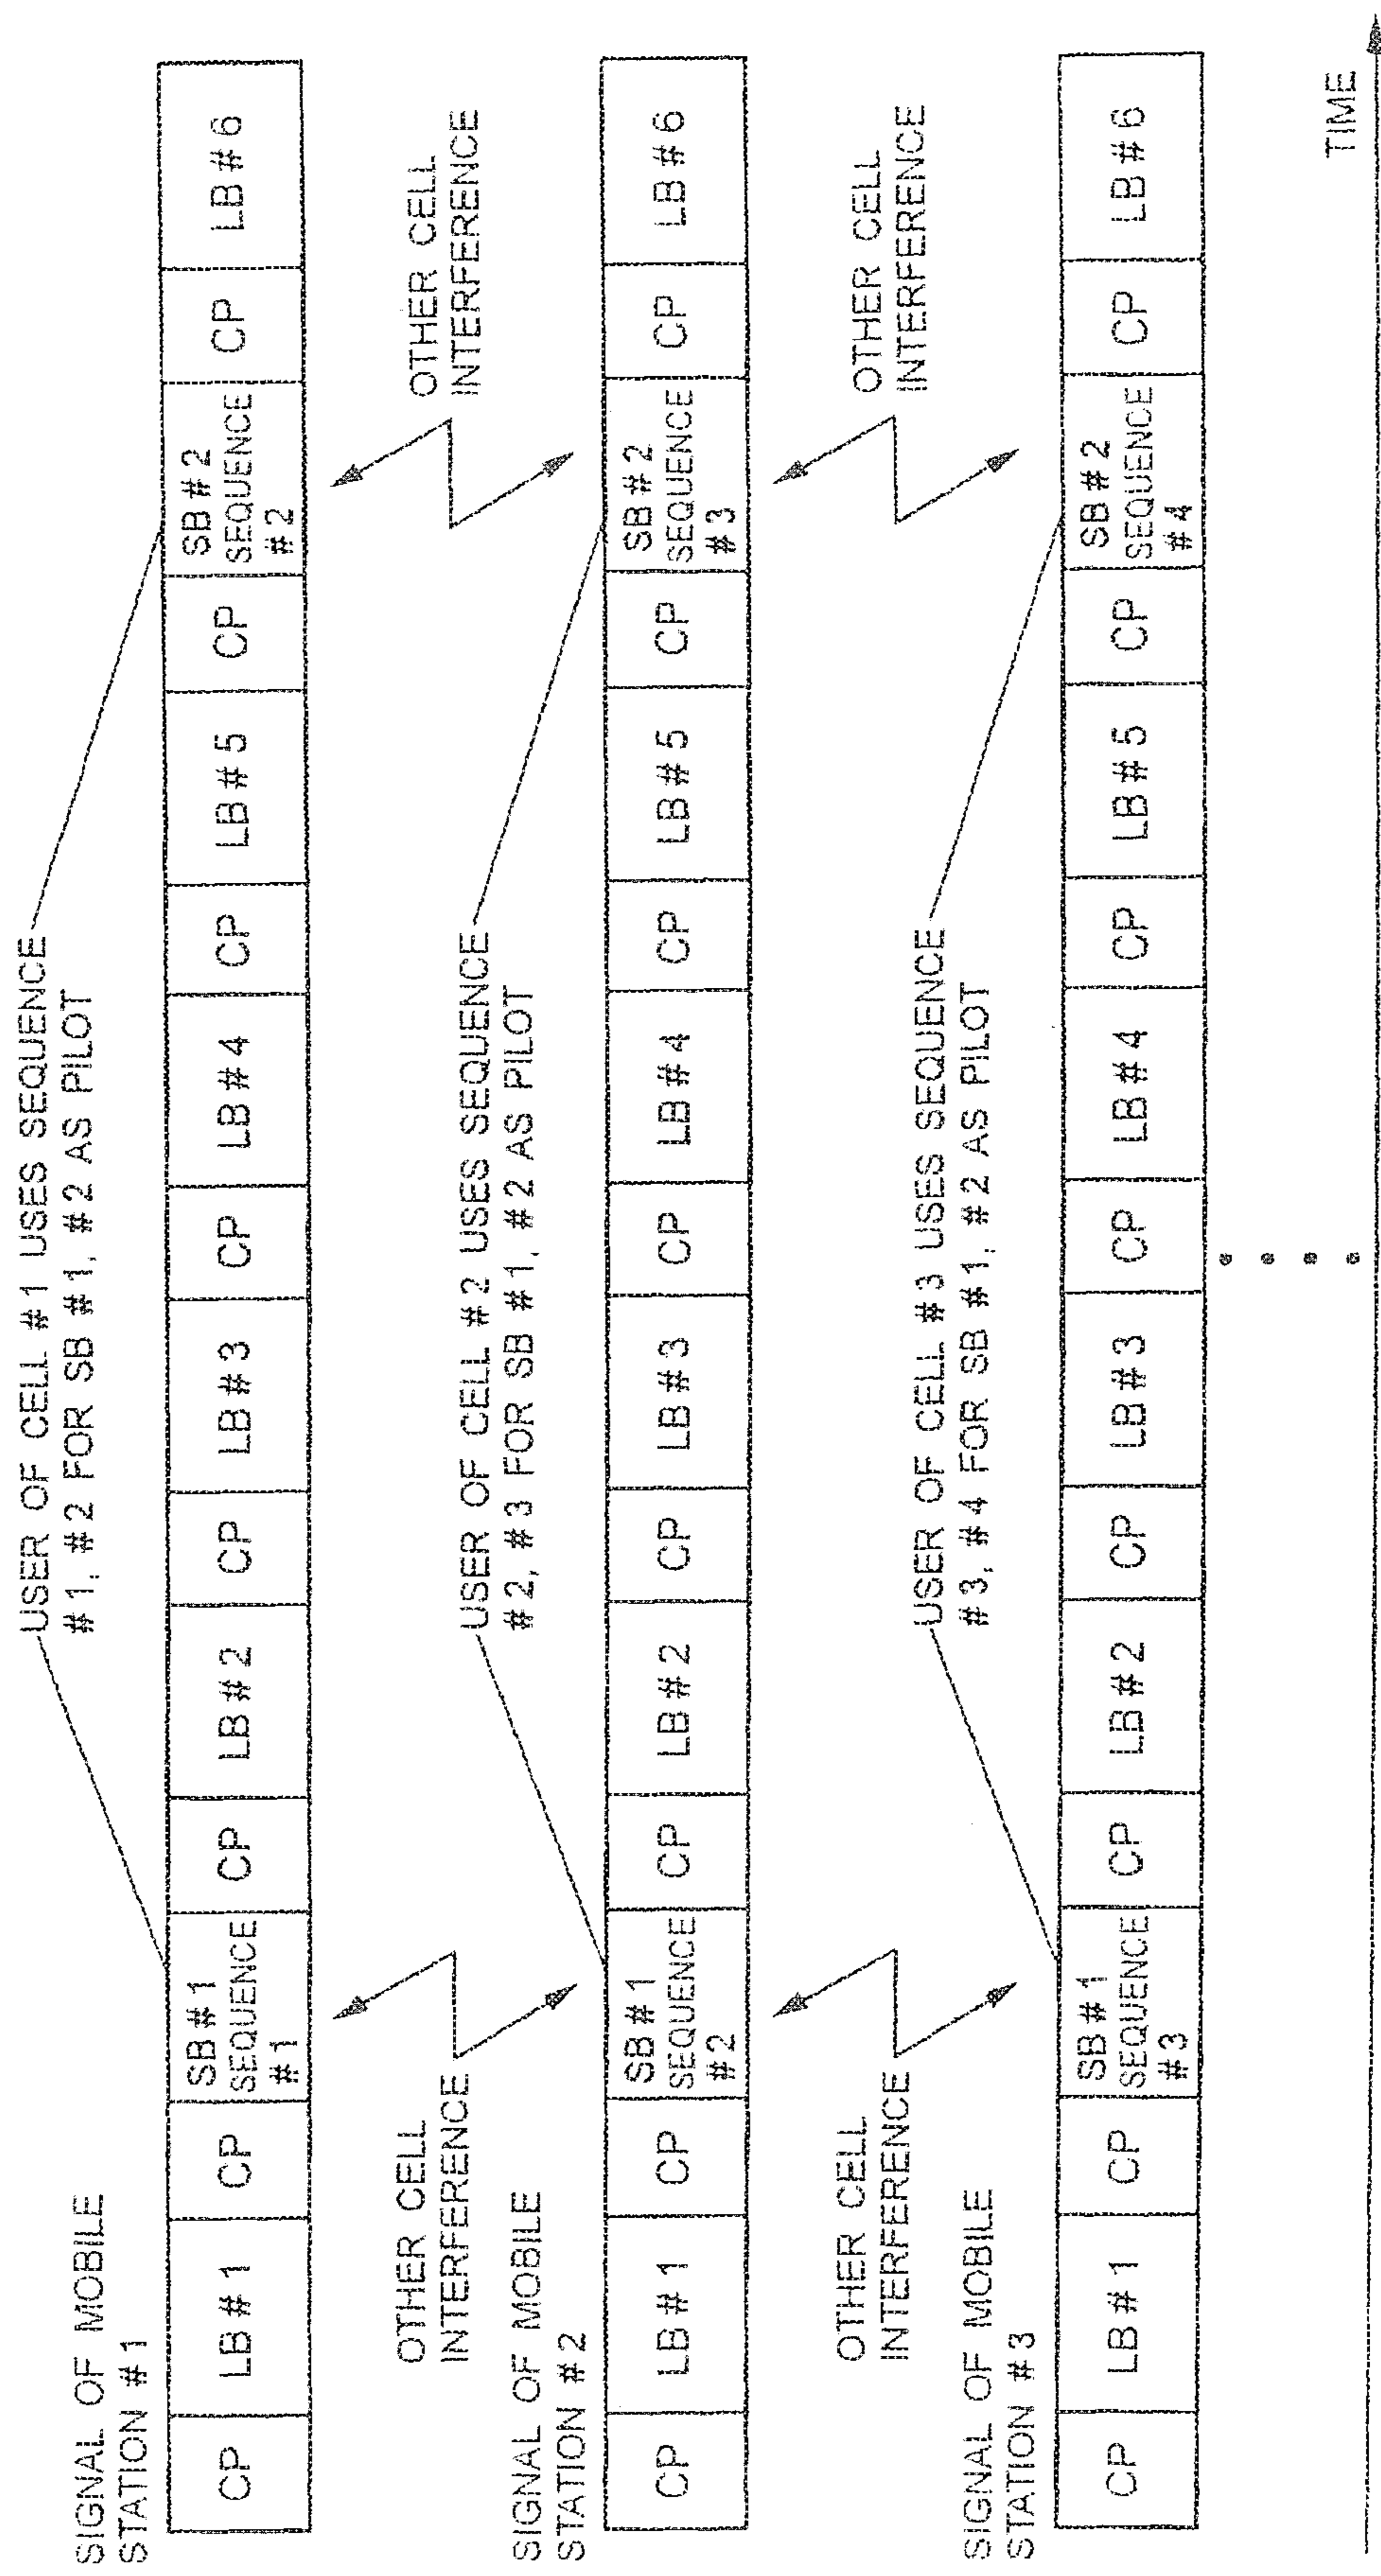 SIGNAL OF MOBILE
STATION #1
USER OF CELL #1 USES SEQUENCE
#1, #2 FOR SB #1, #2 AS PILOT
CP
LB#1
CP
SB#1
SEQUENCE
#1
CP
LB#2
CP
LB#3
CP
LB#4
CP
LB#5
CP
SB#2
SEQUENCE
#2
CP
LB#6
OTHER CELL
INTERFERENCE
OTHER CELL
INTERFERENCE
SIGNAL OF MOBILE
STATION #2
USER OF CELL #2 USES SEQUENCE
#2, #3 FOR SB #1, #2 AS PILOT
CP
LB#1
CP
SB#1
SEQUENCE
#2
CP
LB#2
CP
LB#3
CP
LB#4
CP
LB#5
CP
SB#2
SEQUENCE
#3
CP
LB#6
OTHER CELL
INTERFERENCE
OTHER CELL
INTERFERENCE
SIGNAL OF MOBILE
STATION #3
USER OF CELL #3 USES SEQUENCE
#3, #4 FOR SB #1, #2 AS PILOT
CP
LB#1
CP
SB#1
SEQUENCE
#3
CP
LB#2
CP
LB#3
CP
LB#4
CP
LB#5
CP
SB#2
SEQUENCE
#4
CP
LB#6
TIME